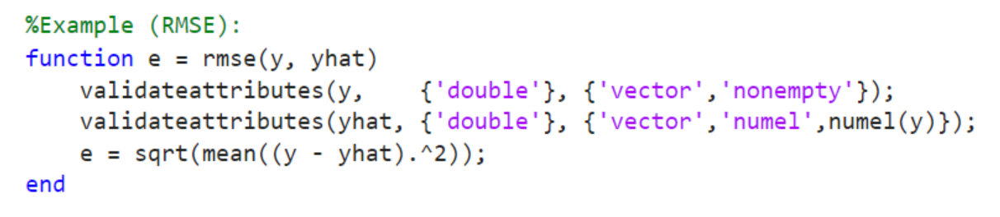 %Example (RMSE):
function e = rmse(y, yhat)
    validateattributes(y,    {'double'}, {'vector','nonempty'});
    validateattributes(yhat, {'double'}, {'vector','numel',numel(y)});
    e = sqrt(mean((y - yhat).^2));
end